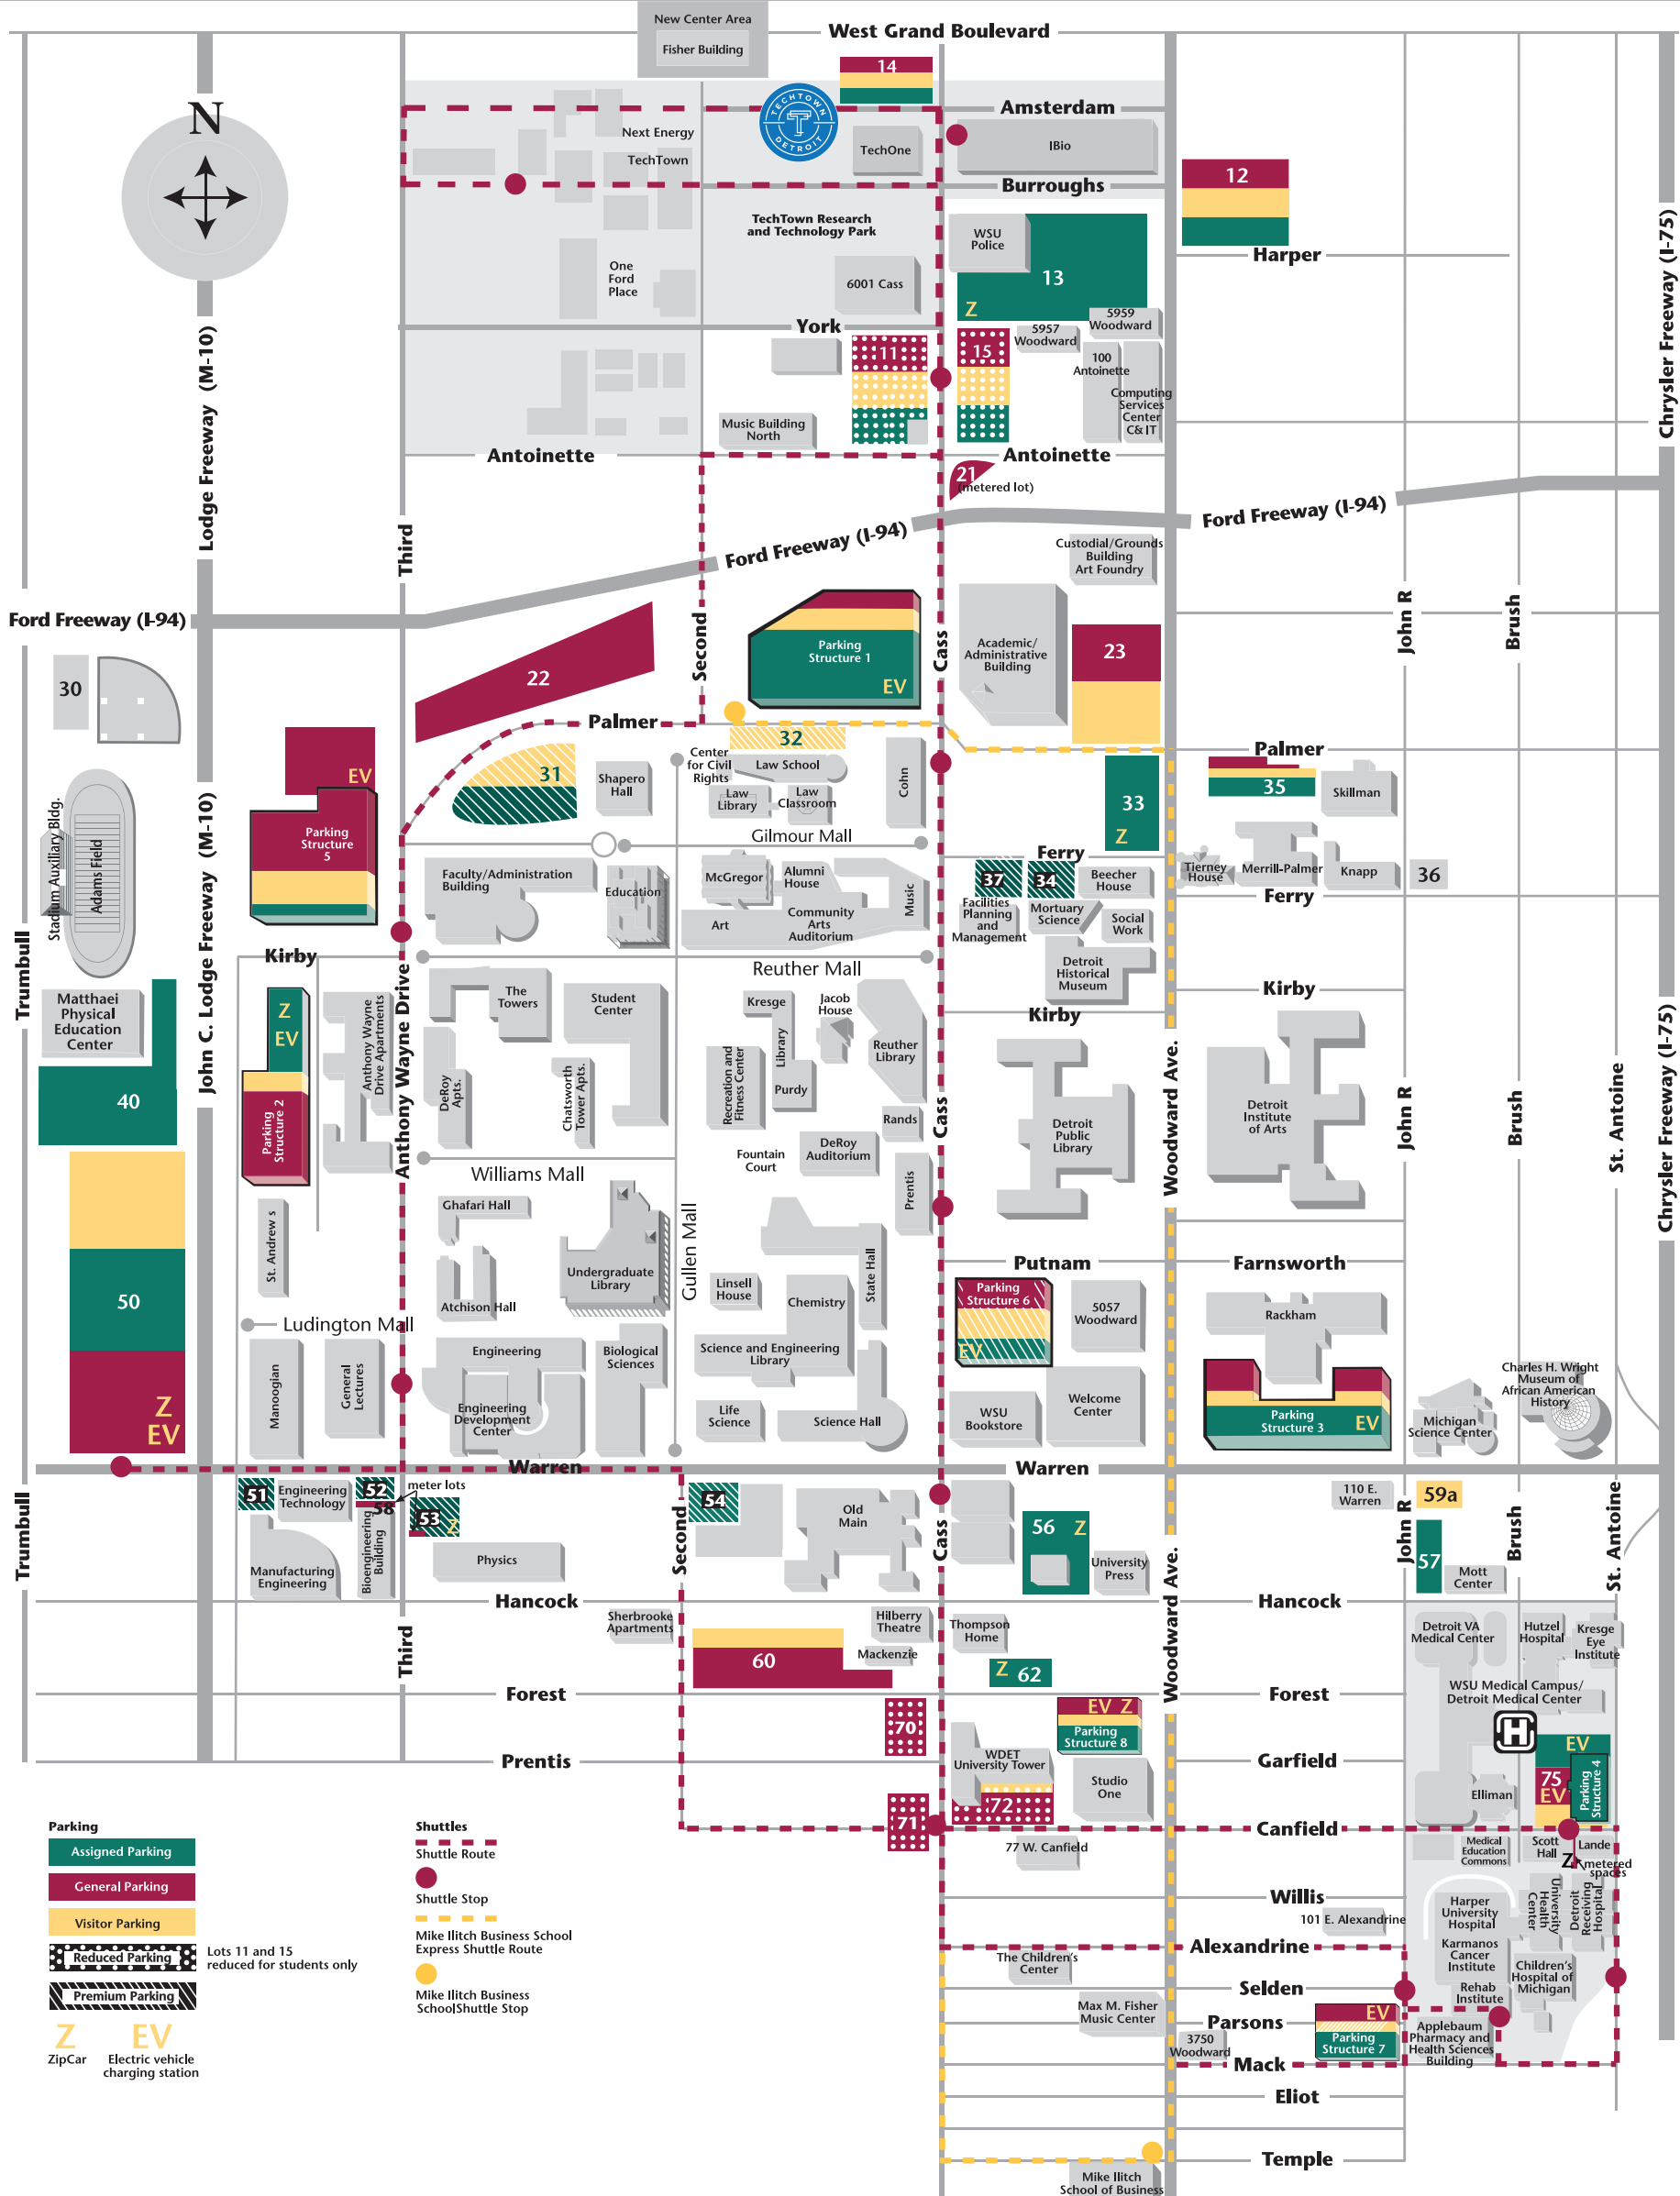 New Center Area
Fisher Building
West Grand Boulevard
14
N
TECHTOWN
T
DETROIT
Amsterdam
Next Energy
TechTown
TechOne
IBio
Burroughs
12
TechTown Research
and Technology Park
WSU
Police
13
Z
Harper
One
Ford
Place
6001 Cass
York
5959
Woodward
5957
Woodward
11
15
100
Antoinette
Computing
Services
Center
C& IT
Music Building
North
Antoinette
Antoinette
21
(metered lot)
Lodge Freeway (M-10)
Third
Chrysler Freeway (I-75)
Ford Freeway (I-94)
Ford Freeway (I-94)
Ford Freeway (I-94)
Custodial/Grounds
Building
Art Foundry
Second
Cass
John R
Brush
Parking
Structure 1
EV
Academic/
Administrative
Building
23
22
30
Palmer
Palmer
EV
Parking
Structure
5
31
32
Shapero
Hall
Center
for Civil
Rights
Law School
Law
Library
Law
Classroom
Cohn
Gilmour Mall
33
Z
35
Skillman
Stadium Auxiliary Bldg.
Adams Field
John C. Lodge Freeway (M-10)
Ferry
Tierney
House
Merrill-Palmer
Knapp
36
Ferry
Faculty/Administration
Building
Education
McGregor
Alumni
House
Art
Community
Arts
Auditorium
Music
37
34
Beecher
House
Facilities
Planning
and
Management
Mortuary
Science
Social
Work
Detroit
Historical
Museum
Trumbull
Kirby
Reuther Mall
Kirby
Kirby
Matthaei
Physical
Education
Center
40
Z
EV
Parking
Structure 2
Anthony Wayne
Drive Apartments
Anthony Wayne Drive
The
Towers
Student
Center
DeRoy
Apts.
Chatsworth
Tower Apts.
Kresge
Library
Purdy
Jacob
House
Reuther
Library
Recreation and
Fitness Center
Rands
DeRoy
Auditorium
Fountain
Court
Prentis
Cass
Detroit
Public
Library
Woodward Ave.
Detroit
Institute
of Arts
John R
Brush
St. Antoine
Chrysler Freeway (I-75)
Williams Mall
Ghafari Hall
St. Andrew s
Atchison Hall
Undergraduate
Library
Gullen Mall
Linsell
House
Chemistry
State Hall
Science and Engineering
Library
Putnam
Farnsworth
50
Z
EV
Ludington Mall
Manoogian
General
Lectures
Engineering
Engineering
Development
Center
Biological
Sciences
Life
Science
Science Hall
Parking
Structure 6
EV
5057
Woodward
WSU
Bookstore
Welcome
Center
Rackham
Parking
Structure 3
EV
Michigan
Science Center
Charles H. Wright
Museum of
African American
History
Warren
Warren
Trumbull
51
Engineering
Technology
52
58
meter lots
53
Z
Manufacturing
Engineering
Bioengineering
Building
Physics
Second
54
Old
Main
Cass
56
Z
University
Press
110 E.
Warren
59a
John R
57
Mott
Center
Brush
St. Antoine
Woodward Ave.
Hancock
Hancock
Third
Sherbrooke
Apartments
60
Hilberry
Theatre
Mackenzie
Thompson
Home
Z 62
Detroit VA
Medical Center
Hutzel
Hospital
Kresge
Eye
Institute
WSU Medical Campus/
Detroit Medical Center
Forest
Forest
70
EV Z
Parking
Structure 8
H
EV
75
EV
Parking
Structure 4
Prentis
WDET
University Tower
Studio
One
Garfield
Elliman
71
72
Canfield
77 W. Canfield
Medical
Education
Commons
Scott
Hall
Lande
Z
metered
spaces
Willis
101 E. Alexandrine
Harper
University
Hospital
University
Health
Center
Detroit
Receiving
Hospital
Alexandrine
Karmanos
Cancer
Institute
The Children's
Center
Selden
Rehab
Institute
Children's
Hospital of
Michigan
Max M. Fisher
Music Center
Parsons
EV
Parking
Structure 7
3750
Woodward
Mack
Applebaum
Pharmacy and
Health Sciences
Building
Eliot
Temple
Mike Ilitch
School of Business
Parking
Assigned Parking
General Parking
Visitor Parking
Reduced Parking
Lots 11 and 15
reduced for students only
Premium Parking
Z
ZipCar
EV
Electric vehicle
charging station
Shuttles
Shuttle Route
Shuttle Stop
Mike Ilitch Business School
Express Shuttle Route
Mike Ilitch Business
School Shuttle Stop